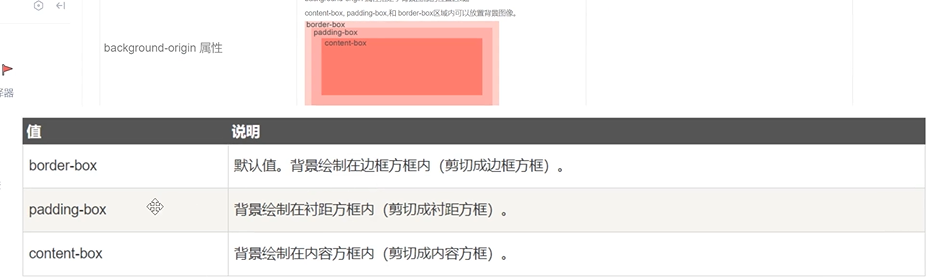 content-box, padding-box,和 border-box区域内可以放置背景图像。
border-box
padding-box
content-box
background-origin 属性
择器
值 说明
border-box 默认值。背景绘制在边框方框内（剪切成边框方框）。
padding-box 背景绘制在衬距方框内（剪切成衬距方框）。
content-box 背景绘制在内容方框内（剪切成内容方框）。